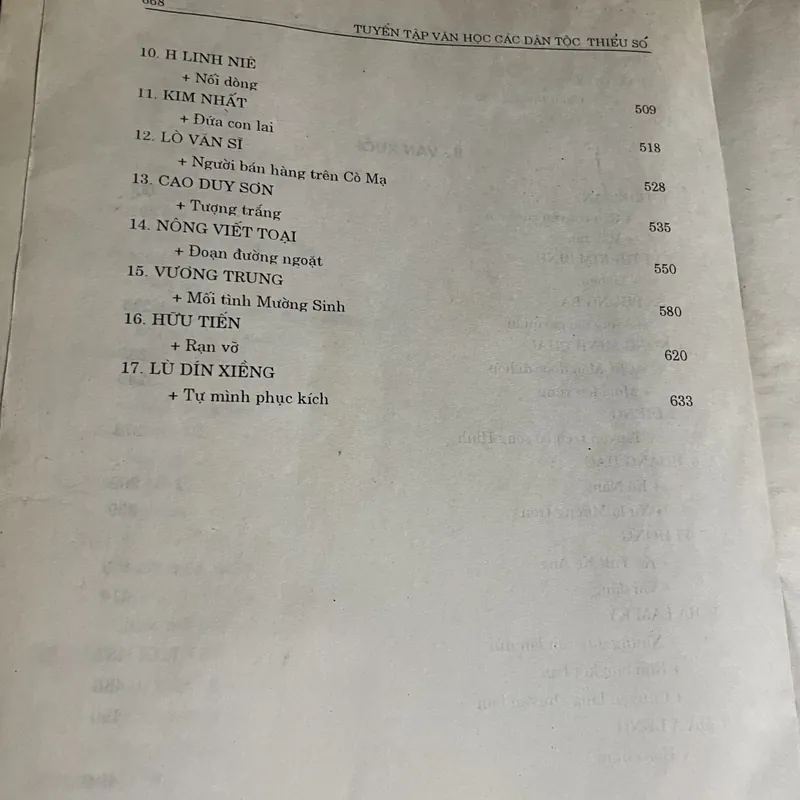 668
TUYỂN TẬP VĂN HỌC CÁC DÂN TỘC THIỂU SỐ
10. H LINH NIÊ
+ Nối dòng 509
11. KIM NHẤT
+ Đứa con lai 518
12. LÒ VĂN SĨ
+ Người bán hàng trên Cò Mạ 528
13. CAO DUY SƠN
+ Tượng trắng 535
14. NÔNG VIẾT TOẠI
+ Đoạn đường ngoặt 550
15. VƯƠNG TRUNG
+ Mối tình Mường Sinh 580
16. HỮU TIẾN
+ Rạn vỡ 620
17. LÙ DÍN XIỀNG
+ Tự mình phục kích 633